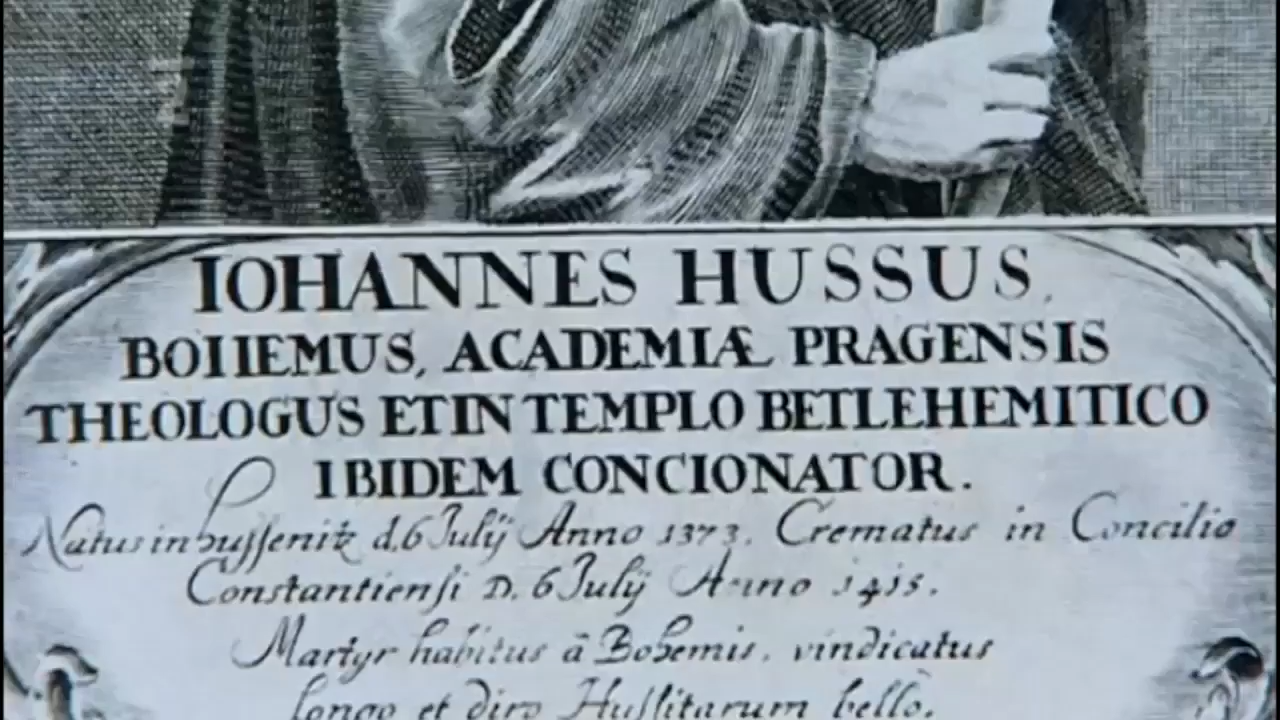 IOHANNES HUSSUS.
BOHEMUS, ACADEMIÆ PRAGENSIS
THEOLOGUS ET IN TEMPLO BETLEHEMITICO
IBIDEM CONCIONATOR.
Natus in hussenitz d. 6 Julij Anno 1373. Crematus in Concilio
Constantiensi D. 6 Julij Anno 1415.
Martyr habitus â Bohemis, vindicatus
longo et diro Hussitarum bello.